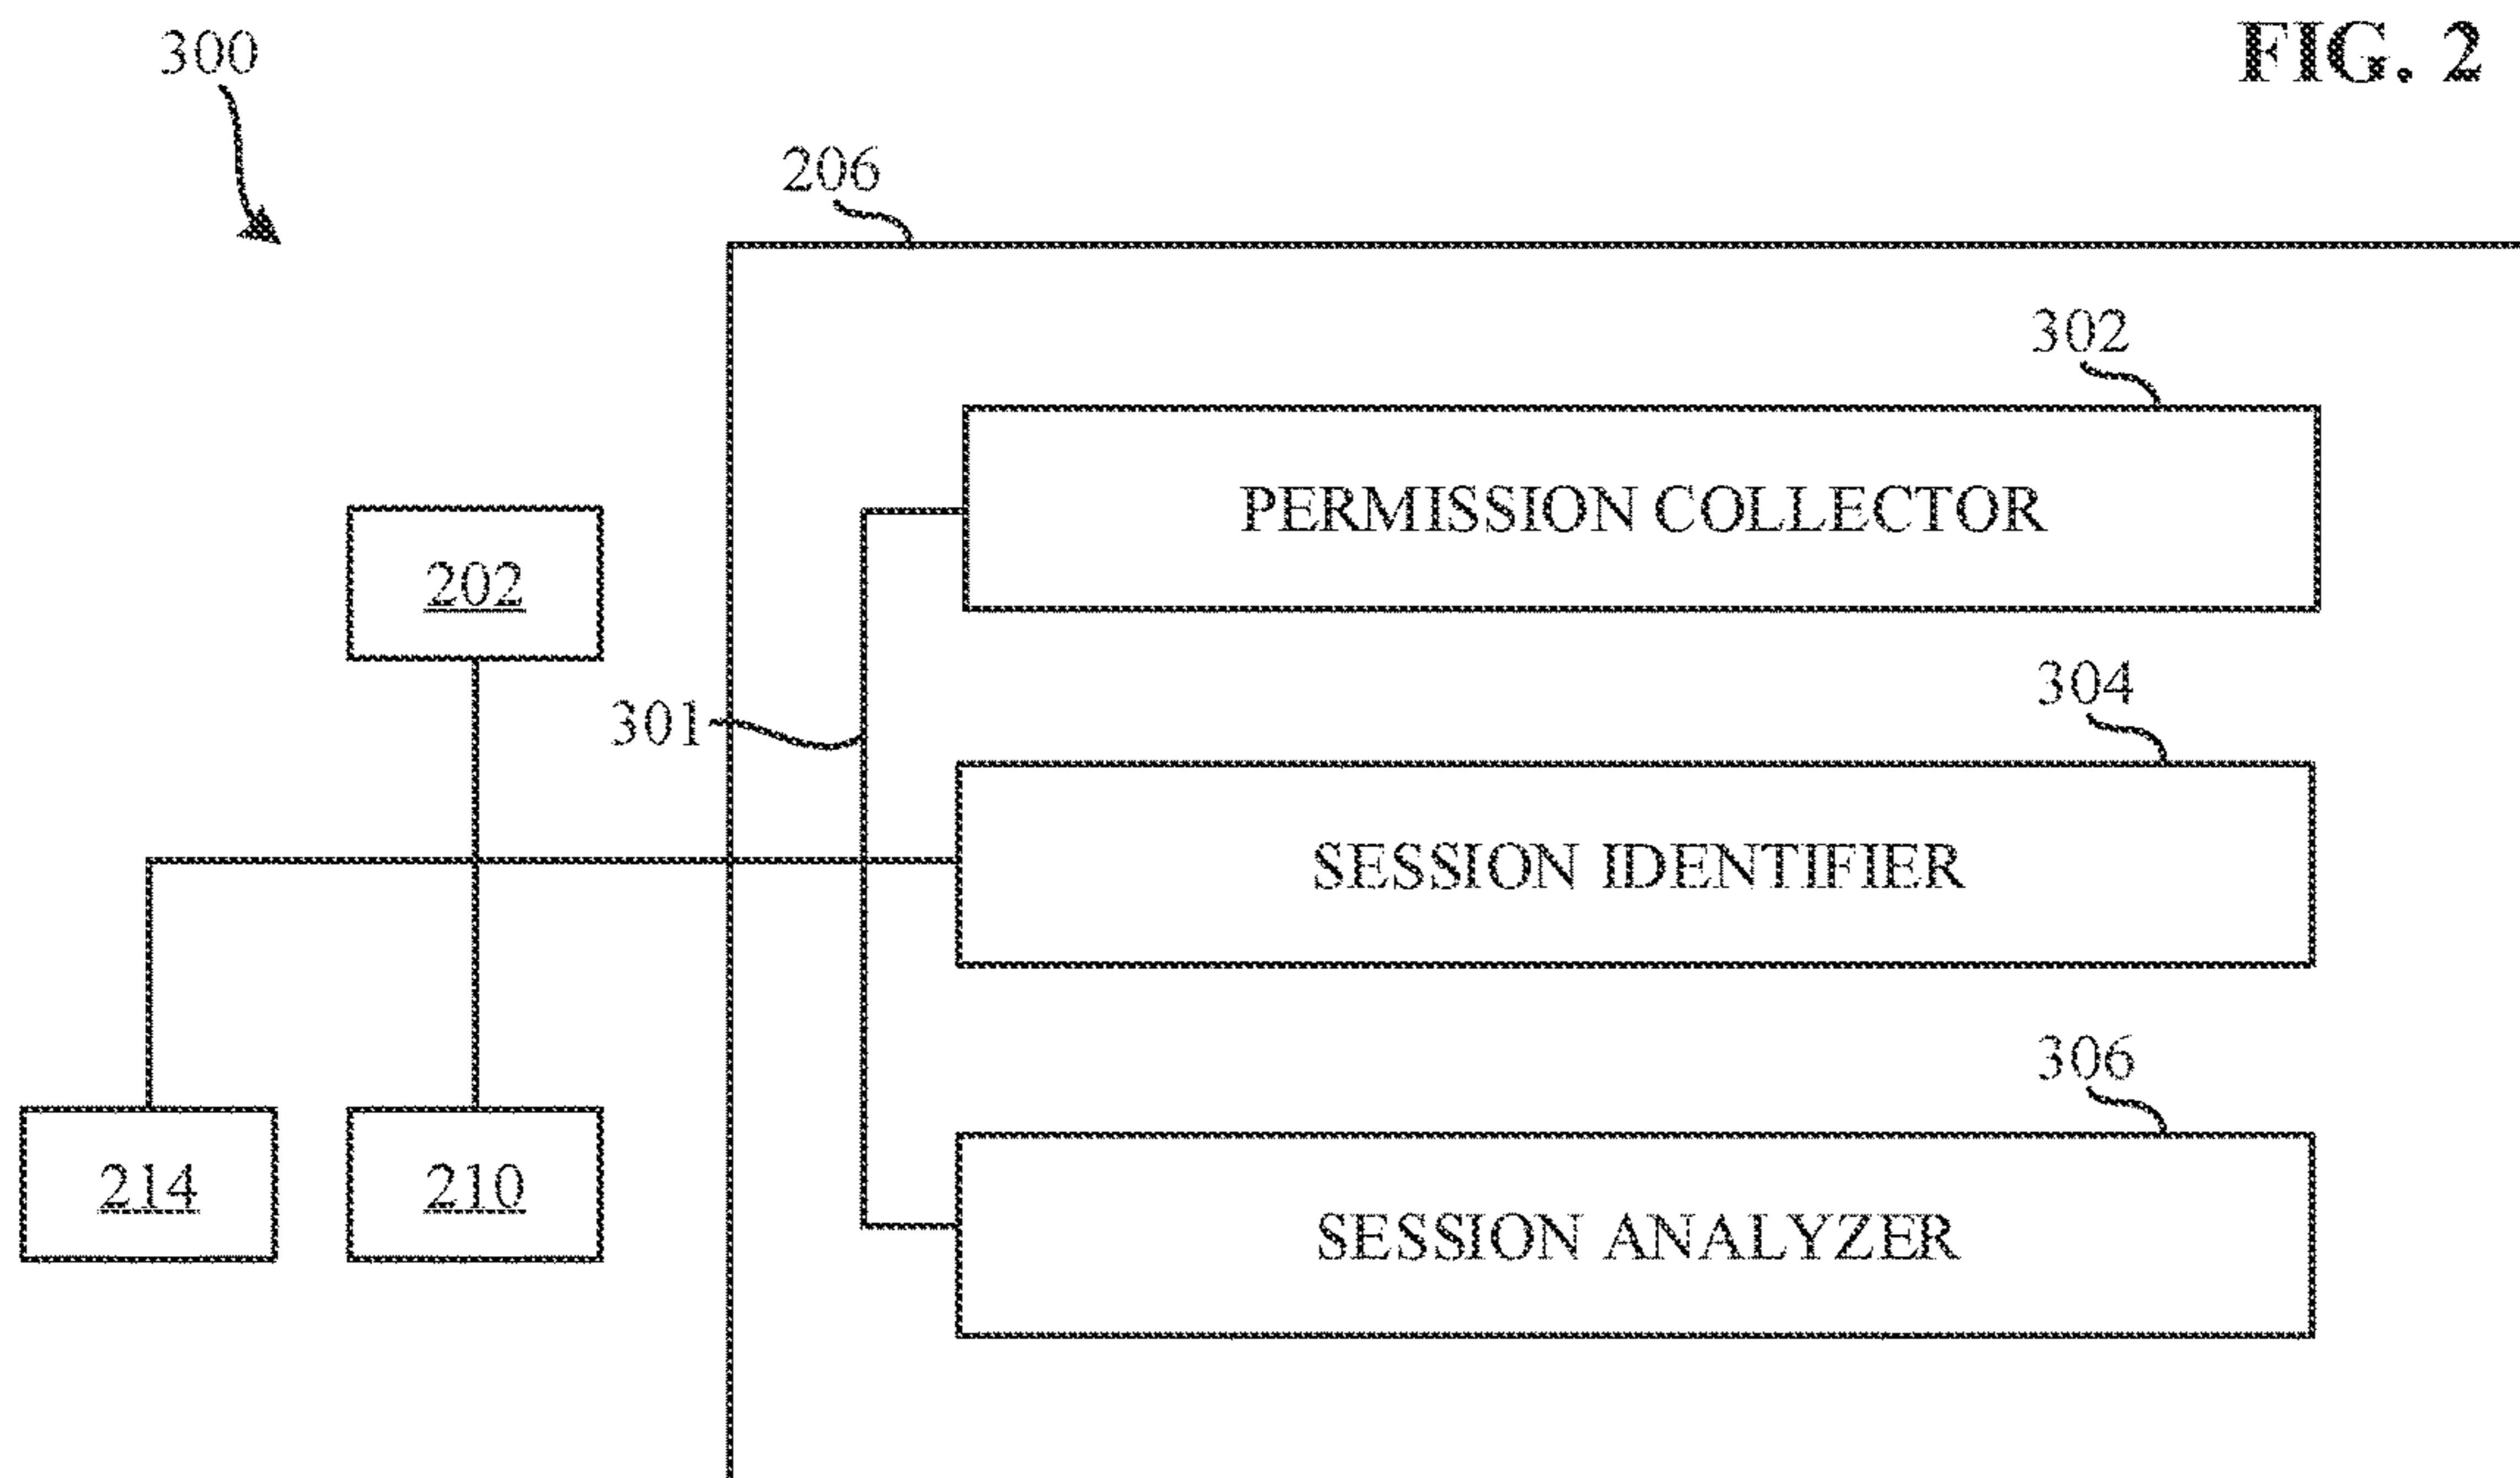 300
FIG. 2
206
302
PERMISSION COLLECTOR
202
301
304
SESSION IDENTIFIER
306
214
210
SESSION ANALYZER